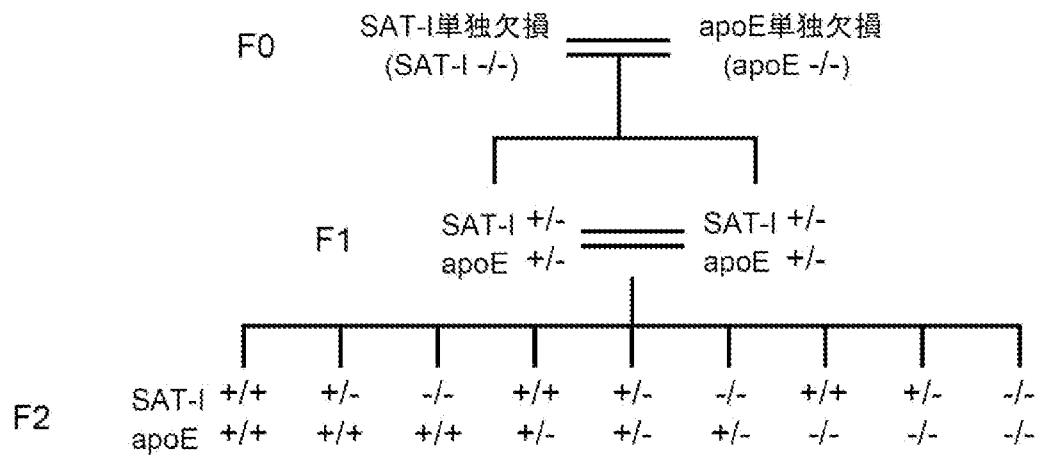 F0
SAT-I単独欠損 apoE単独欠損
(SAT-I -/-) (apoE -/-)
F1
SAT-I +/- SAT-I +/-
apoE +/- apoE +/-
F2
SAT-I +/+ +/- -/- +/+ +/- -/- +/+ +/- -/-
apoE +/+ +/+ +/+ +/- +/- +/- -/- -/- -/-